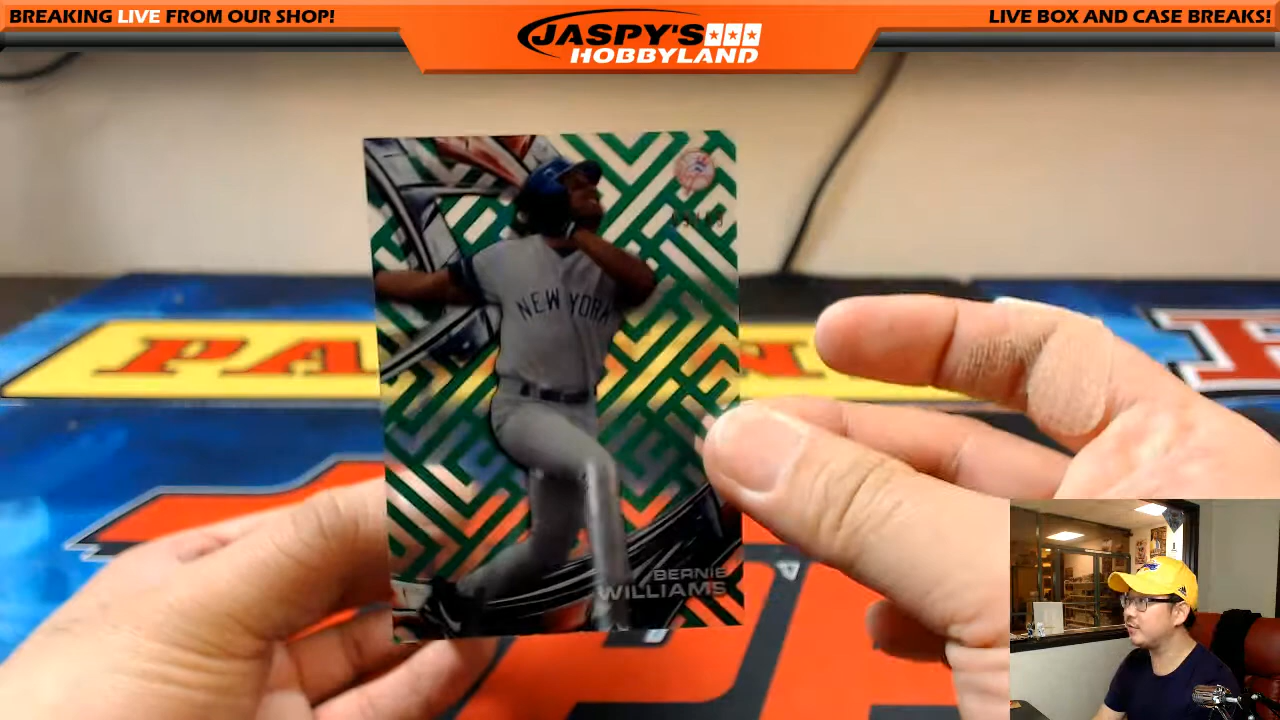 BREAKING LIVE FROM OUR SHOP!
JASPY'S
HOBBYLAND
LIVE BOX AND CASE BREAKS!
NEW YORK
BERNIE
WILLIAMS